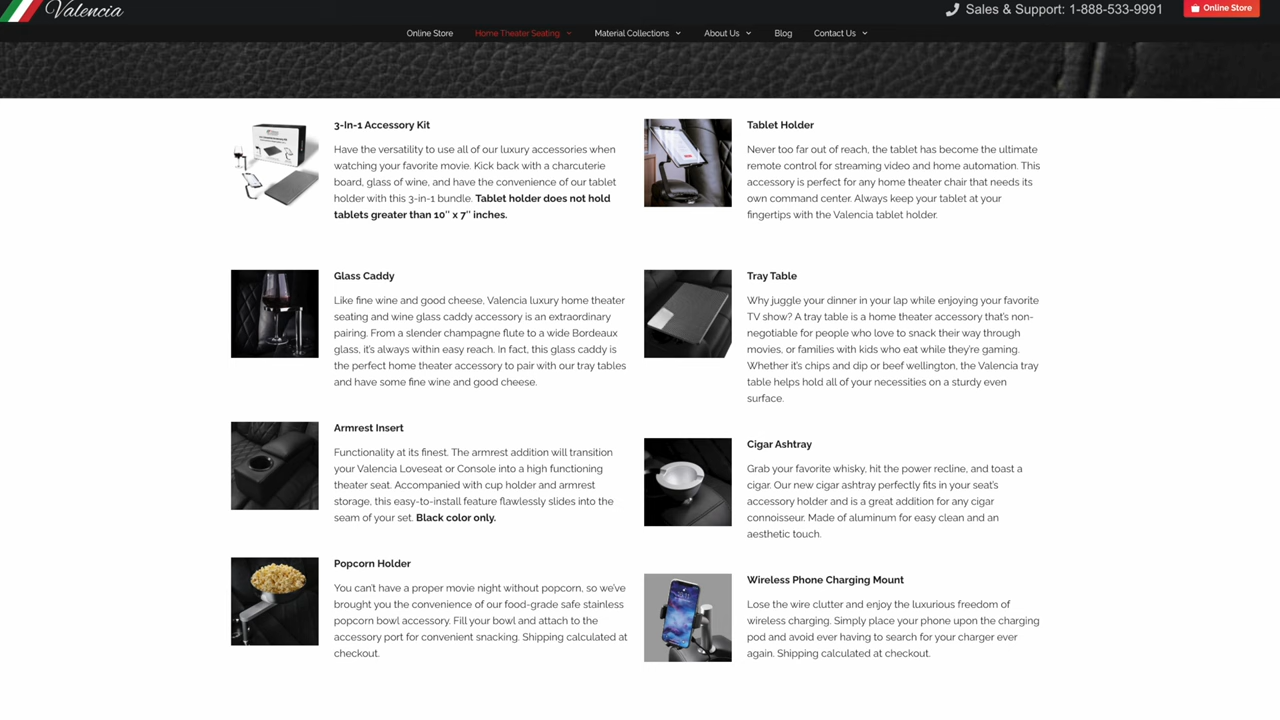 Valencia
Sales & Support: 1-888-533-9991
Online Store
Online Store
Home Theater Seating
Material Collections
About Us
Blog
Contact Us
3-In-1 Accessory Kit
Have the versatility to use all of our luxury accessories when
watching your favorite movie. Kick back with a charcuterie
board, glass of wine, and have the convenience of our tablet
holder with this 3-in-1 bundle. Tablet holder does not hold
tablets greater than 10″ x 7″ inches.
Tablet Holder
Never too far out of reach, the tablet has become the ultimate
remote control for streaming video and home automation. This
accessory is perfect for any home theater chair that needs its
own command center. Always keep your tablet at your
fingertips with the Valencia tablet holder.
Glass Caddy
Like fine wine and good cheese, Valencia luxury home theater
seating and wine glass caddy accessory is an extraordinary
pairing. From a slender champagne flute to a wide Bordeaux
glass, it's always within easy reach. In fact, this glass caddy is
the perfect home theater accessory to pair with our tray tables
and have some fine wine and good cheese.
Tray Table
Why juggle your dinner in your lap while enjoying your favorite
TV show? A tray table is a home theater accessory that's non-
negotiable for people who love to snack their way through
movies, or families with kids who eat while they're gaming.
Whether it's chips and dip or beef wellington, the Valencia tray
table helps hold all of your necessities on a sturdy even
surface.
Armrest Insert
Functionality at its finest. The armrest addition will transition
your Valencia Loveseat or Console into a high functioning
theater seat. Accompanied with cup holder and armrest
storage, this easy-to-install feature flawlessly slides into the
seam of your set. Black color only.
Cigar Ashtray
Grab your favorite whisky, hit the power recline, and toast a
cigar. Our new cigar ashtray perfectly fits in your seat's
accessory holder and is a great addition for any cigar
connoisseur. Made of aluminum for easy clean and an
aesthetic touch.
Popcorn Holder
You can't have a proper movie night without popcorn, so we've
brought you the convenience of our food-grade safe stainless
popcorn bowl accessory. Fill your bowl and attach to the
accessory port for convenient snacking. Shipping calculated at
checkout.
Wireless Phone Charging Mount
Lose the wire clutter and enjoy the luxurious freedom of
wireless charging. Simply place your phone upon the charging
pod and avoid ever having to search for your charger ever
again. Shipping calculated at checkout.